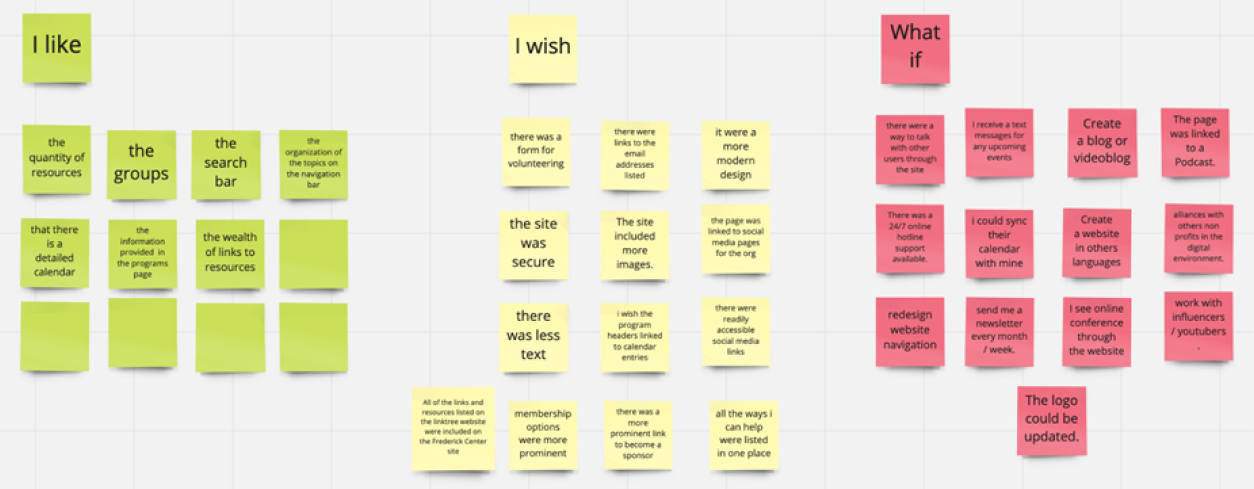 I like
the
quantity of
resources
the
groups
the
search
bar
the
organization of
the topics on
the navigation
bar
that there
is a
detailed
calendar
the
information
provided in
the programs
page
the wealth
of links to
resources
I wish
there was a
form for
volunteering
there were
links to the
email
addresses
listed
it were a
more
modern
design
the site
was
secure
The site
included
more
images.
the page was
linked to social
media pages
for the org
there
was less
text
i wish the
program
headers linked
to calendar
entries
there were
readily
accessible
social media
links
All of the links and
resources listed on
the linktree website
were included on
the Frederick Center
site
membership
options
were more
prominent
there was a
more
prominent link
to become a
sponsor
all the ways i
can help
were listed
in one place
What
if
there were a
way to talk
with other
users through
the site
I receive a text
messages for
any upcoming
events
Create
a blog or
videoblog
The page
was linked
to a
Podcast.
There was a
24/7 online
hotline
support
available.
i could sync
their
calendar
with mine
Create
a website
in others
languages
alliances with
others non
profits in the
digital
environment.
redesign
website
navigation
send me a
newsletter
every month
/ week.
I see online
conference
through
the website
work with
influencers
/ youtubers
.
The logo
could be
updated.